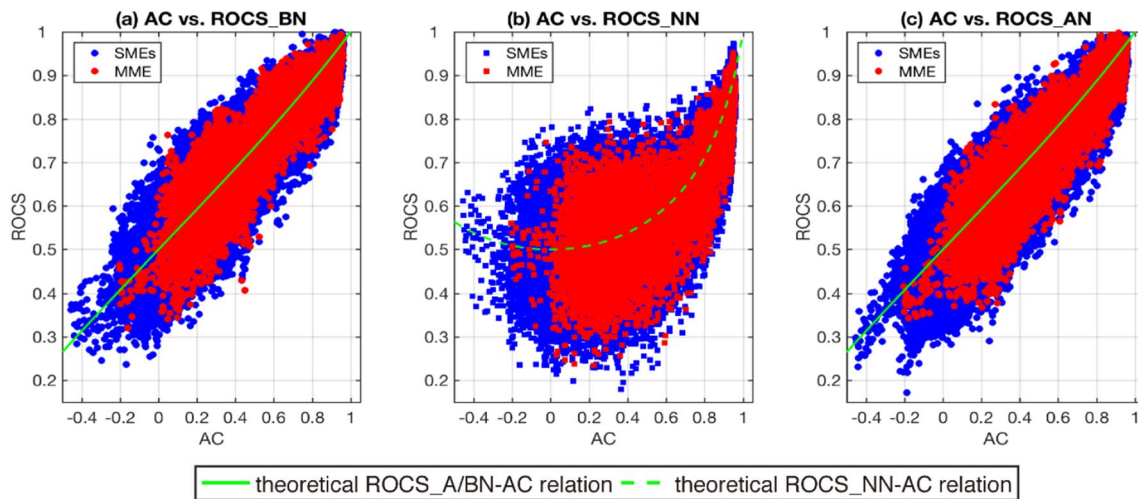 (a) AC vs. ROCS_BN
(b) AC vs. ROCS_NN
(c) AC vs. ROCS_AN
1
0.9
0.8
0.7
0.6
0.5
0.4
0.3
0.2
ROCS
SMEs
MME
-0.4 -0.2 0 0.2 0.4 0.6 0.8 1
AC
1
0.9
0.8
0.7
0.6
0.5
0.4
0.3
0.2
ROCS
SMEs
MME
-0.4 -0.2 0 0.2 0.4 0.6 0.8 1
AC
1
0.9
0.8
0.7
0.6
0.5
0.4
0.3
0.2
ROCS
SMEs
MME
-0.4 -0.2 0 0.2 0.4 0.6 0.8 1
AC
theoretical ROCS_A/BN-AC relation theoretical ROCS_NN-AC relation